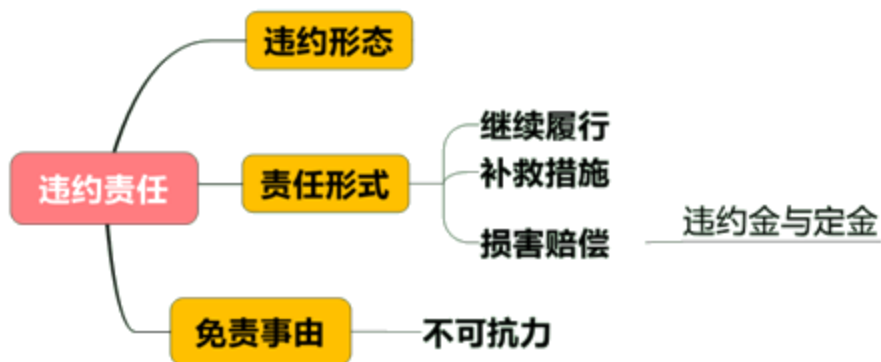 违约形态
继续履行
补救措施
违约责任
责任形式
违约金与定金
损害赔偿
免责事由
不可抗力